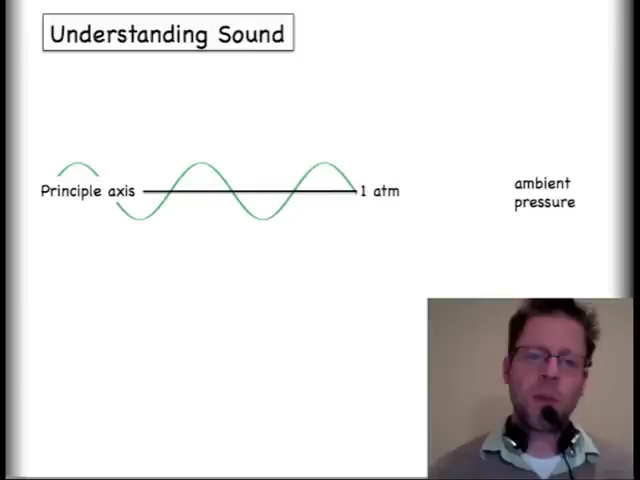 Understanding Sound
Principle axis
1 atm
ambient
pressure